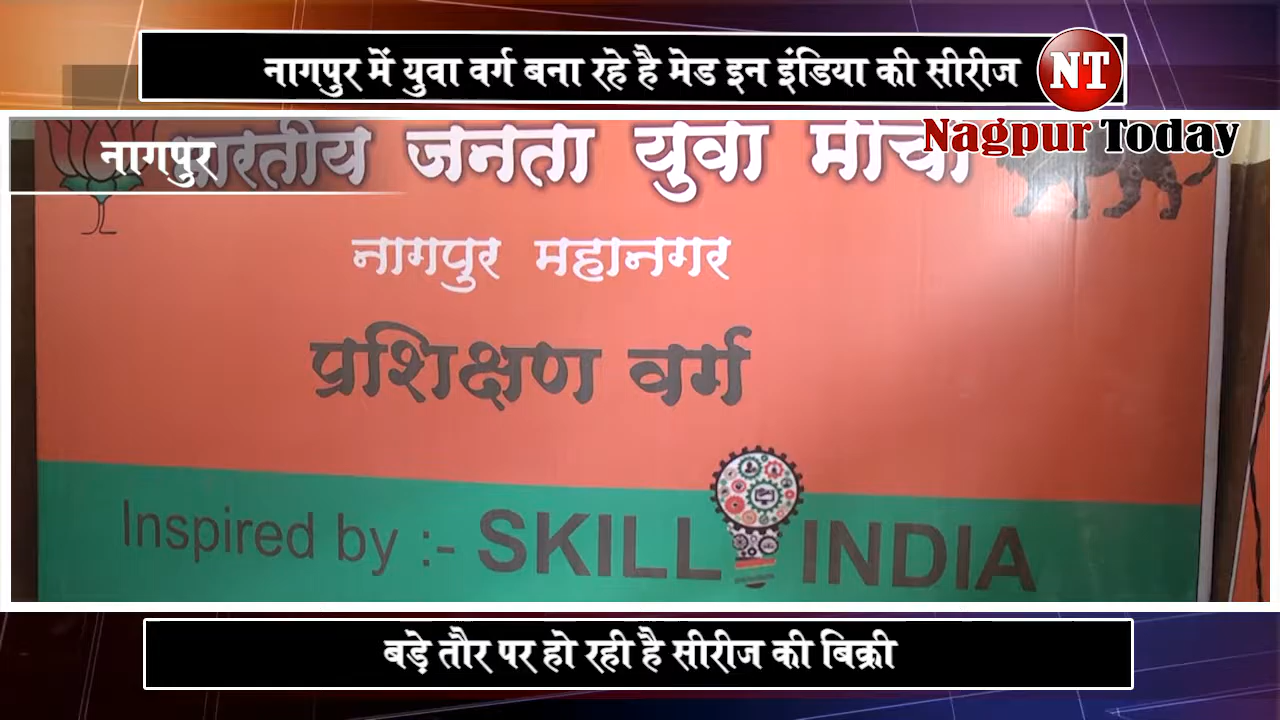 नागपुर में युवा वर्ग बना रहे है मेड इन इंडिया की सीरीज
NT
Nagpur Today
नागपुर
भारतीय जनता युवा मोर्चा
नागपुर महानगर
प्रशिक्षण वर्ग
Inspired by :- SKILL INDIA
बड़े तौर पर हो रही है सीरीज की बिक्री